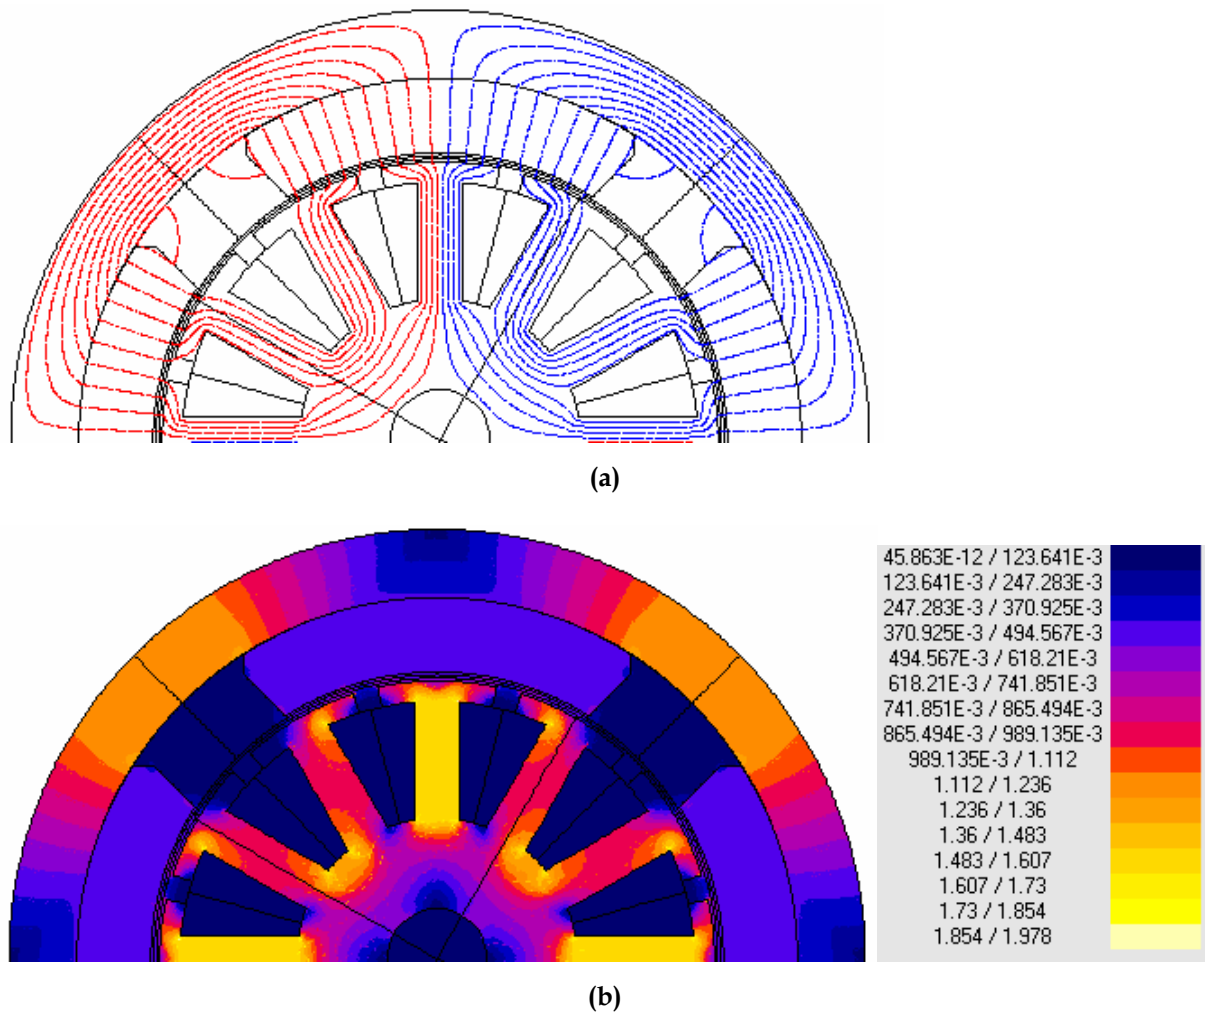 (a)
45.863E-12 / 123.641E-3
123.641E-3 / 247.283E-3
247.283E-3 / 370.925E-3
370.925E-3 / 494.567E-3
494.567E-3 / 618.21E-3
618.21E-3 / 741.851E-3
741.851E-3 / 865.494E-3
865.494E-3 / 989.135E-3
989.135E-3 / 1.112
1.112 / 1.236
1.236 / 1.36
1.36 / 1.483
1.483 / 1.607
1.607 / 1.73
1.73 / 1.854
1.854 / 1.978
(b)